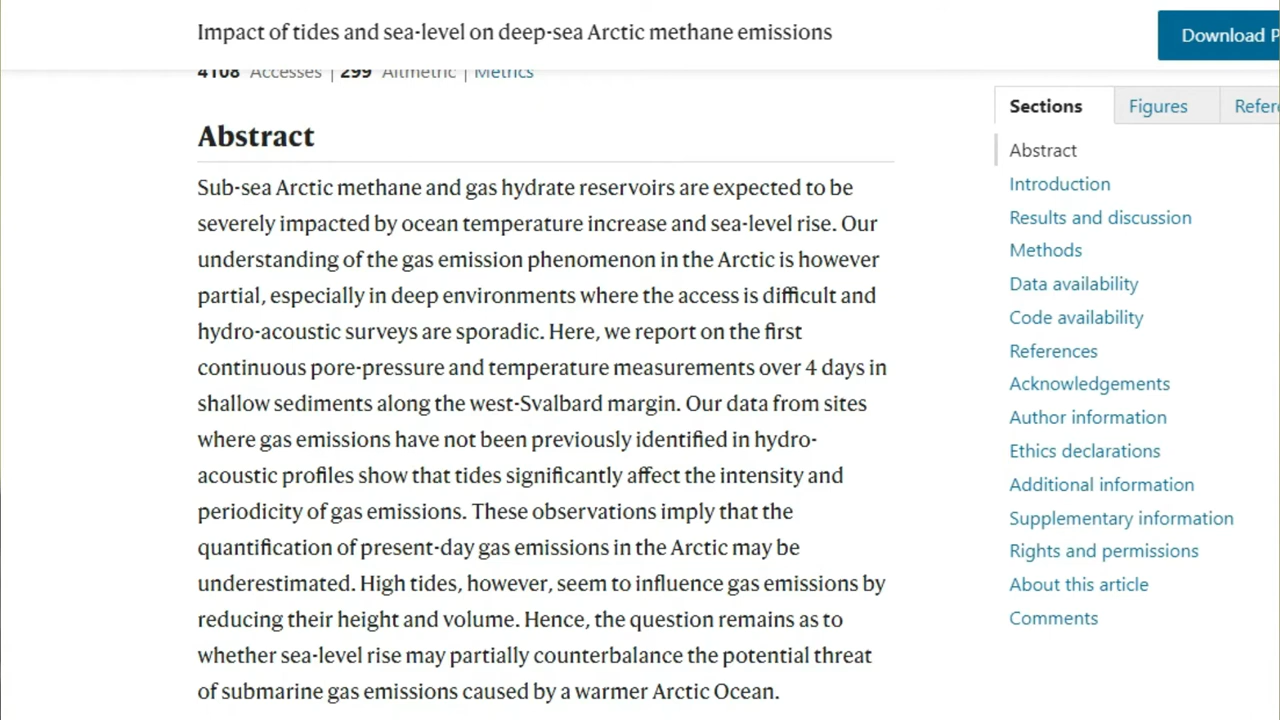 Impact of tides and sea-level on deep-sea Arctic methane emissions
Download P
4108 Accesses | 299 Altmetric | Metrics
Abstract
Sub-sea Arctic methane and gas hydrate reservoirs are expected to be
severely impacted by ocean temperature increase and sea-level rise. Our
understanding of the gas emission phenomenon in the Arctic is however
partial, especially in deep environments where the access is difficult and
hydro-acoustic surveys are sporadic. Here, we report on the first
continuous pore-pressure and temperature measurements over 4 days in
shallow sediments along the west-Svalbard margin. Our data from sites
where gas emissions have not been previously identified in hydro-
acoustic profiles show that tides significantly affect the intensity and
periodicity of gas emissions. These observations imply that the
quantification of present-day gas emissions in the Arctic may be
underestimated. High tides, however, seem to influence gas emissions by
reducing their height and volume. Hence, the question remains as to
whether sea-level rise may partially counterbalance the potential threat
of submarine gas emissions caused by a warmer Arctic Ocean.
Sections
Figures
Refer
Abstract
Introduction
Results and discussion
Methods
Data availability
Code availability
References
Acknowledgements
Author information
Ethics declarations
Additional information
Supplementary information
Rights and permissions
About this article
Comments